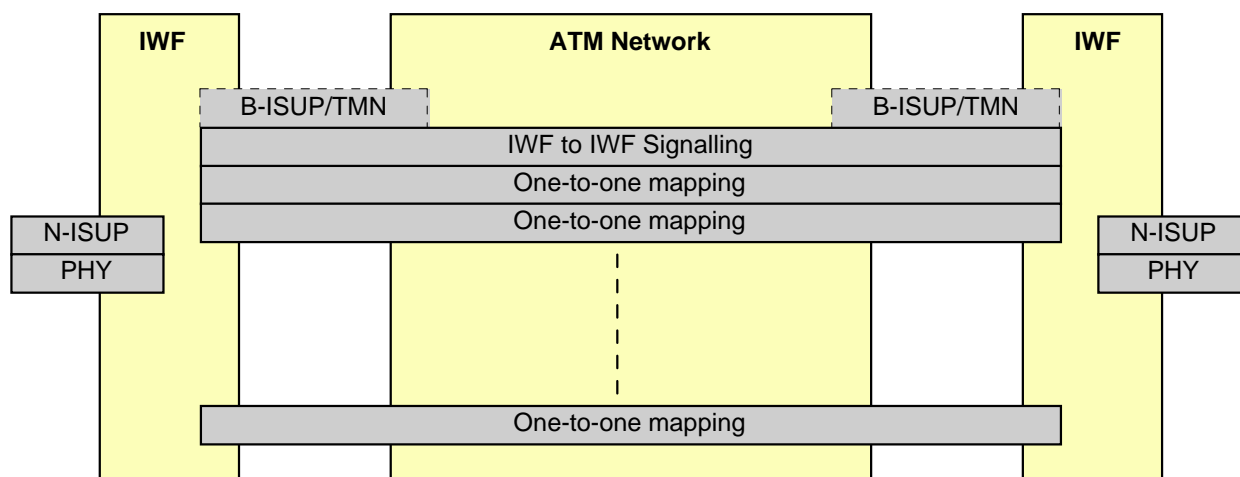 IWF
ATM Network
IWF
B-ISUP/TMN
B-ISUP/TMN
IWF to IWF Signalling
One-to-one mapping
One-to-one mapping
N-ISUP
N-ISUP
PHY
PHY
One-to-one mapping